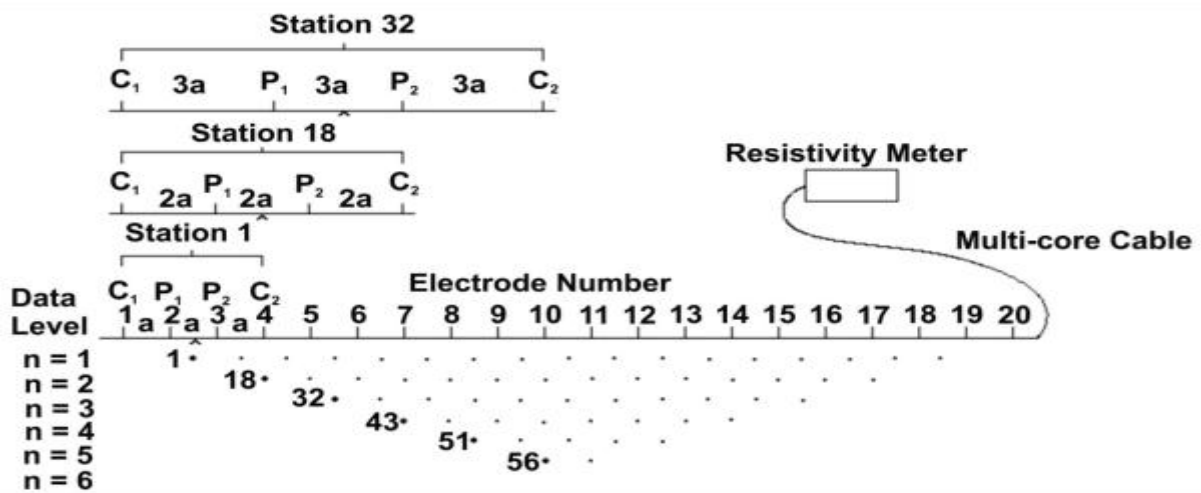 Station 32
C₁ 3a P₁ 3a P₂ 3a C₂
Station 18
C₁ 2a P₁ 2a P₂ 2a C₂
Station 1
C₁ P₁ P₂ C₂
Resistivity Meter
Multi-core Cable
Electrode Number
Data
Level
1 a 2 a 3 a 4 5 6 7 8 9 10 11 12 13 14 15 16 17 18 19 20
n = 1 1
n = 2 18
n = 3 32
n = 4 43
n = 5 51
n = 6 56